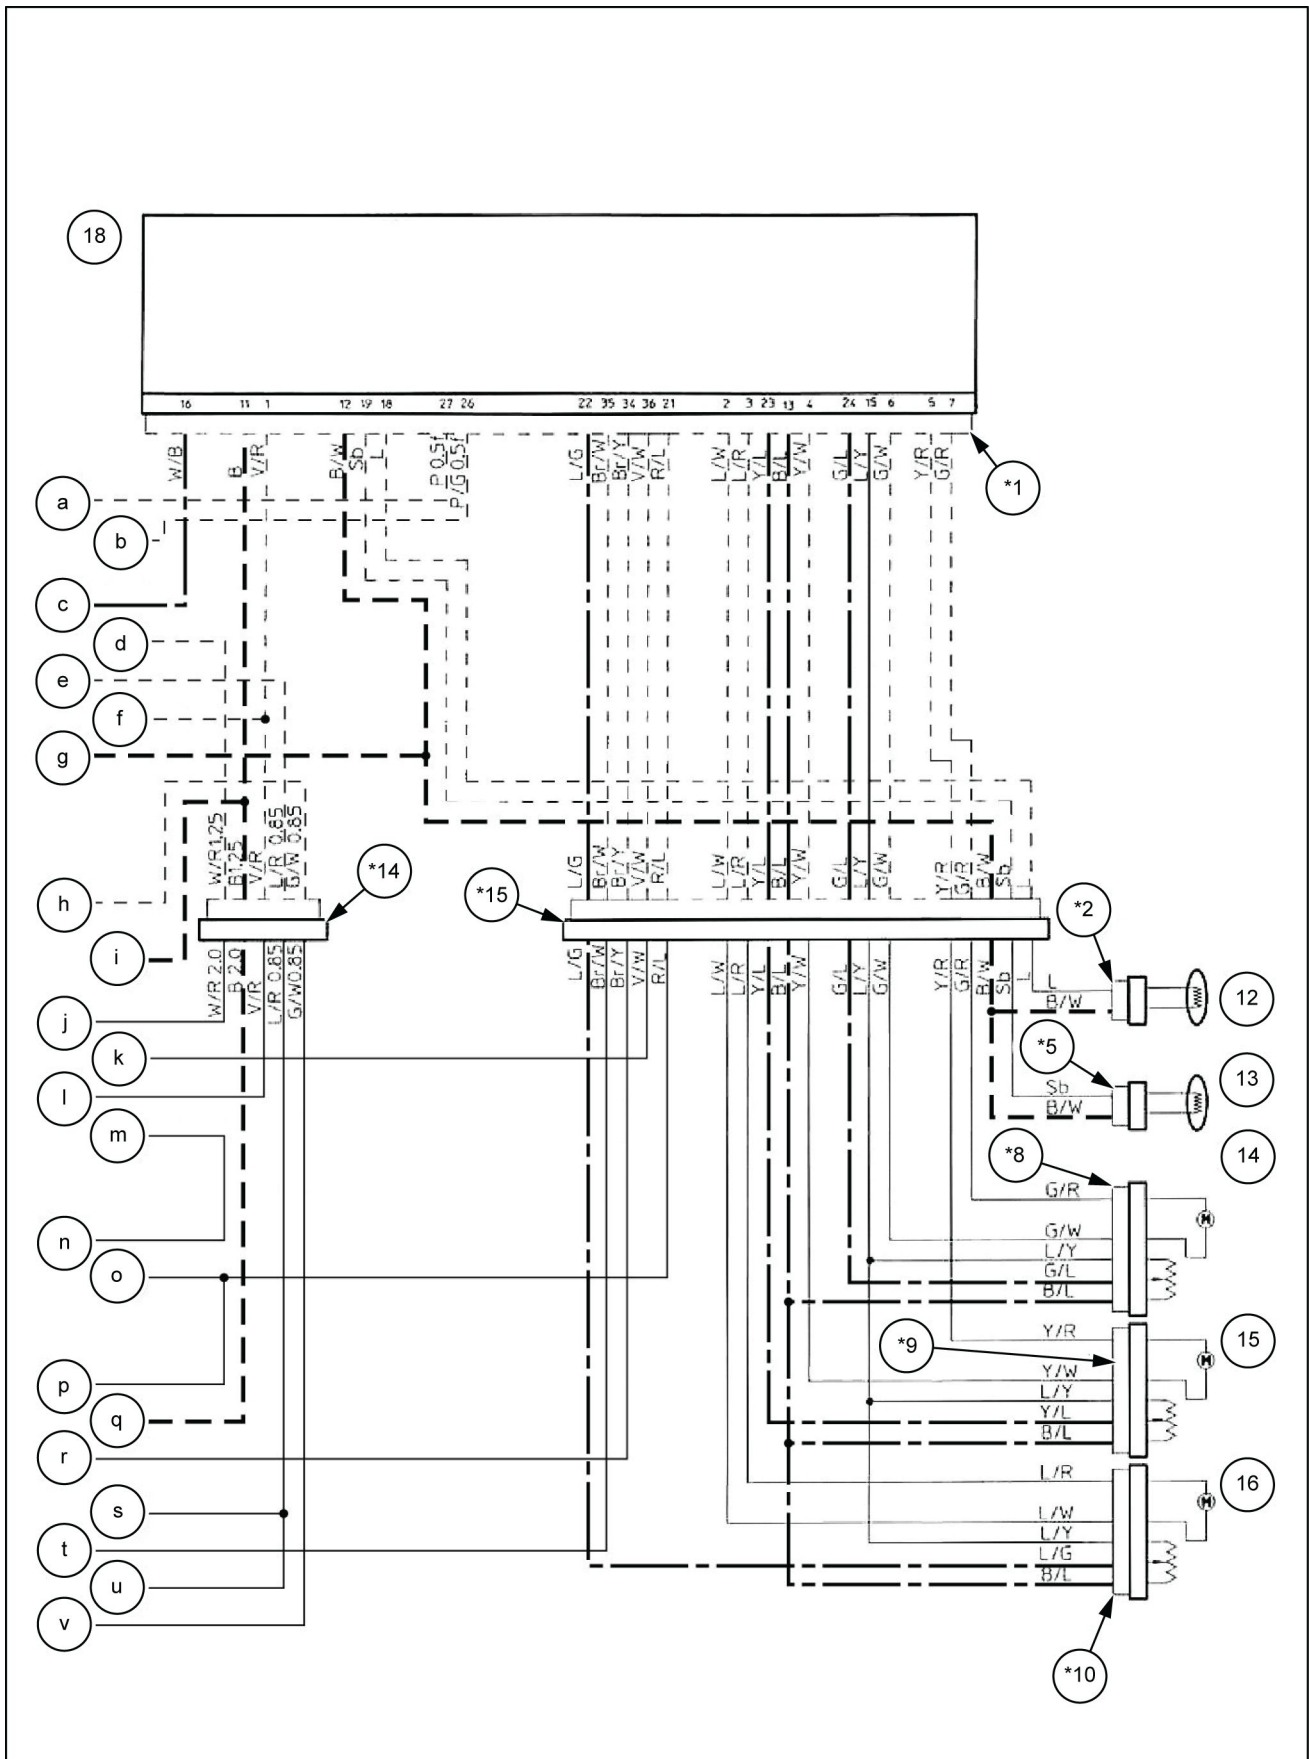 18
16 11 1 12 19 18 27 26 22 35 34 36 21 2 3 23 13 4 24 15 6 5 7
W/B B V/R B/W Sb L P 0.5f P/G 0.5f L/G Br/W Br/Y V/W R/L L/W L/R Y/L B/L Y/W G/L L/Y G/W Y/R G/R
*1
a
b
c
d
e
f
g
W/R1.25 B1.25 V/R L/R 0.85 G/W 0.85 L/G Br/W Br/Y V/W R/L L/W L/R Y/L B/L Y/W G/L L/Y G/W Y/R G/R B/W Sb L
*14
*15
h
*2
i
W/R 2.0 B 2.0 V/R L/R 0.85 G/W0.85 L/G Br/W Br/Y V/W R/L L/W L/R Y/L B/L Y/W G/L L/Y G/W Y/R G/R B/W Sb L
L
B/W
12
j
k
*5
l
Sb
B/W
13
m
*8
14
G/R
M
n
G/W
L/Y
G/L
B/L
o
Y/R
15
*9
M
p
Y/W
L/Y
Y/L
B/L
q
r
L/R
16
M
s
L/W
L/Y
L/G
B/L
t
u
v
*10